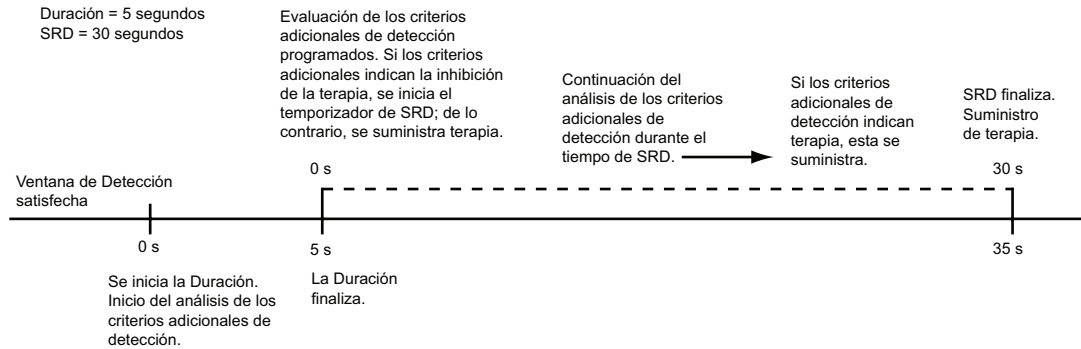 Duración = 5 segundos
SRD = 30 segundos
Evaluación de los criterios
adicionales de detección
programados. Si los criterios
adicionales indican la inhibición
de la terapia, se inicia el
temporizador de SRD; de lo
contrario, se suministra terapia.
Continuación del
análisis de los criterios
adicionales de
detección durante el
tiempo de SRD.
Si los criterios
adicionales de
detección indican
terapia, esta se
suministra.
SRD finaliza.
Suministro
de terapia.
0 s
30 s
Ventana de Detección
satisfecha
0 s
5 s
35 s
Se inicia la Duración.
Inicio del análisis de los
criterios adicionales de
detección.
La Duración
finaliza.